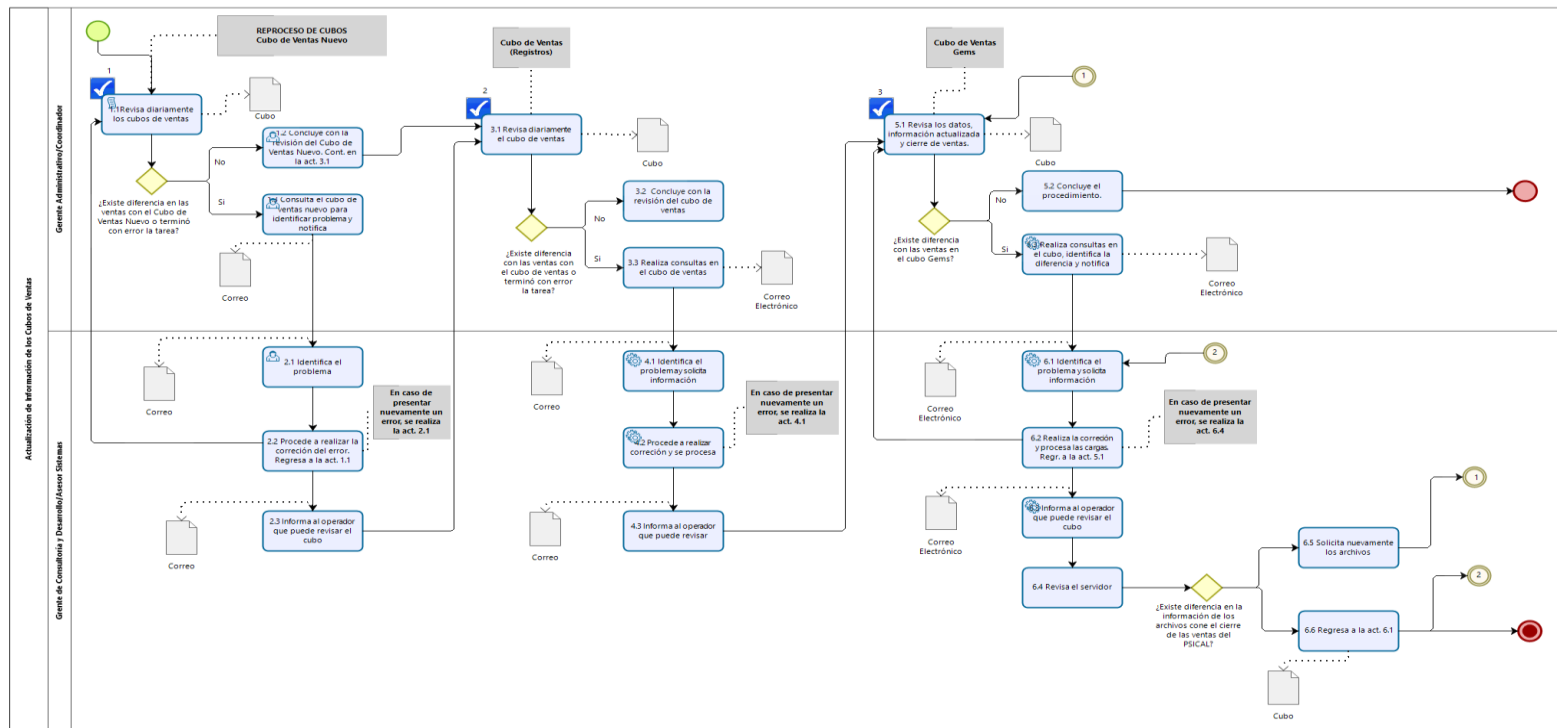 Actualización de Información de los Cubos de Ventas
Gerente Administrativo/Coordinador
REPROCESO DE CUBOS
Cubo de Ventas Nuevo
1
1.1Revisa diariamente
los cubos de ventas
Cubo
No
1.2 Concluye con la
revisión del Cubo de
Ventas Nuevo. Cont. en
la act. 3.1
¿Existe diferencia en las
ventas con el Cubo de
Ventas Nuevo o terminó
con error la tarea?
Si
Consulta el cubo de
ventas nuevo para
identificar problema y
notifica
Correo
Cubo de Ventas
(Registros)
2
3.1 Revisa diariamente
el cubo de ventas
Cubo
No
3.2 Concluye con la
revisión del cubo de
ventas
¿Existe diferencia
con las ventas con
el cubo de ventas o
terminó con error
la tarea?
Si
3.3 Realiza consultas en
el cubo de ventas
Correo
Electrónico
Cubo de Ventas
Gems
1
3
5.1 Revisa los datos,
información actualizada
y cierre de ventas.
Cubo
No
5.2 Concluye el
procedimiento.
¿Existe diferencia
con las ventas en
el cubo Gems?
Si
Realiza consultas en el
cubo, identifica la
diferencia y notifica
Correo
Electrónico
Grente de Consultoría y Desarrollo/Asesor Sistemas
2.1 Identifica el
problema
Correo
En caso de
presentar
nuevamente un
error, se realiza
la act. 2.1
2.2 Procede a realizar la
correción del error.
Regresa a la act. 1.1
2.3 Informa al operador
que puede revisar el
cubo
Correo
4.1 Identifica el
problema y solicita
información
Correo
En caso de presentar
nuevamente un
error, se realiza la
act. 4.1
4.2 Procede a realizar
correción y se procesa
4.3 Informa al operador
que puede revisar
Correo
2
6.1 Identifica el
problema y solicita
información
Correo
Electrónico
En caso de presentar
nuevamente un
error, se realiza la
act. 6.4
6.2 Realiza la correción
y procesa las cargas.
Regr. a la act. 5.1
6.3 Informa al operador
que puede revisar el
cubo
Correo
Electrónico
6.4 Revisa el servidor
¿Existe diferencia en la
información de los
archivos cone el cierre
de las ventas del
PSICAL?
6.5 Solicita nuevamente
los archivos
1
2
6.6 Regresa a la act. 6.1
Cubo